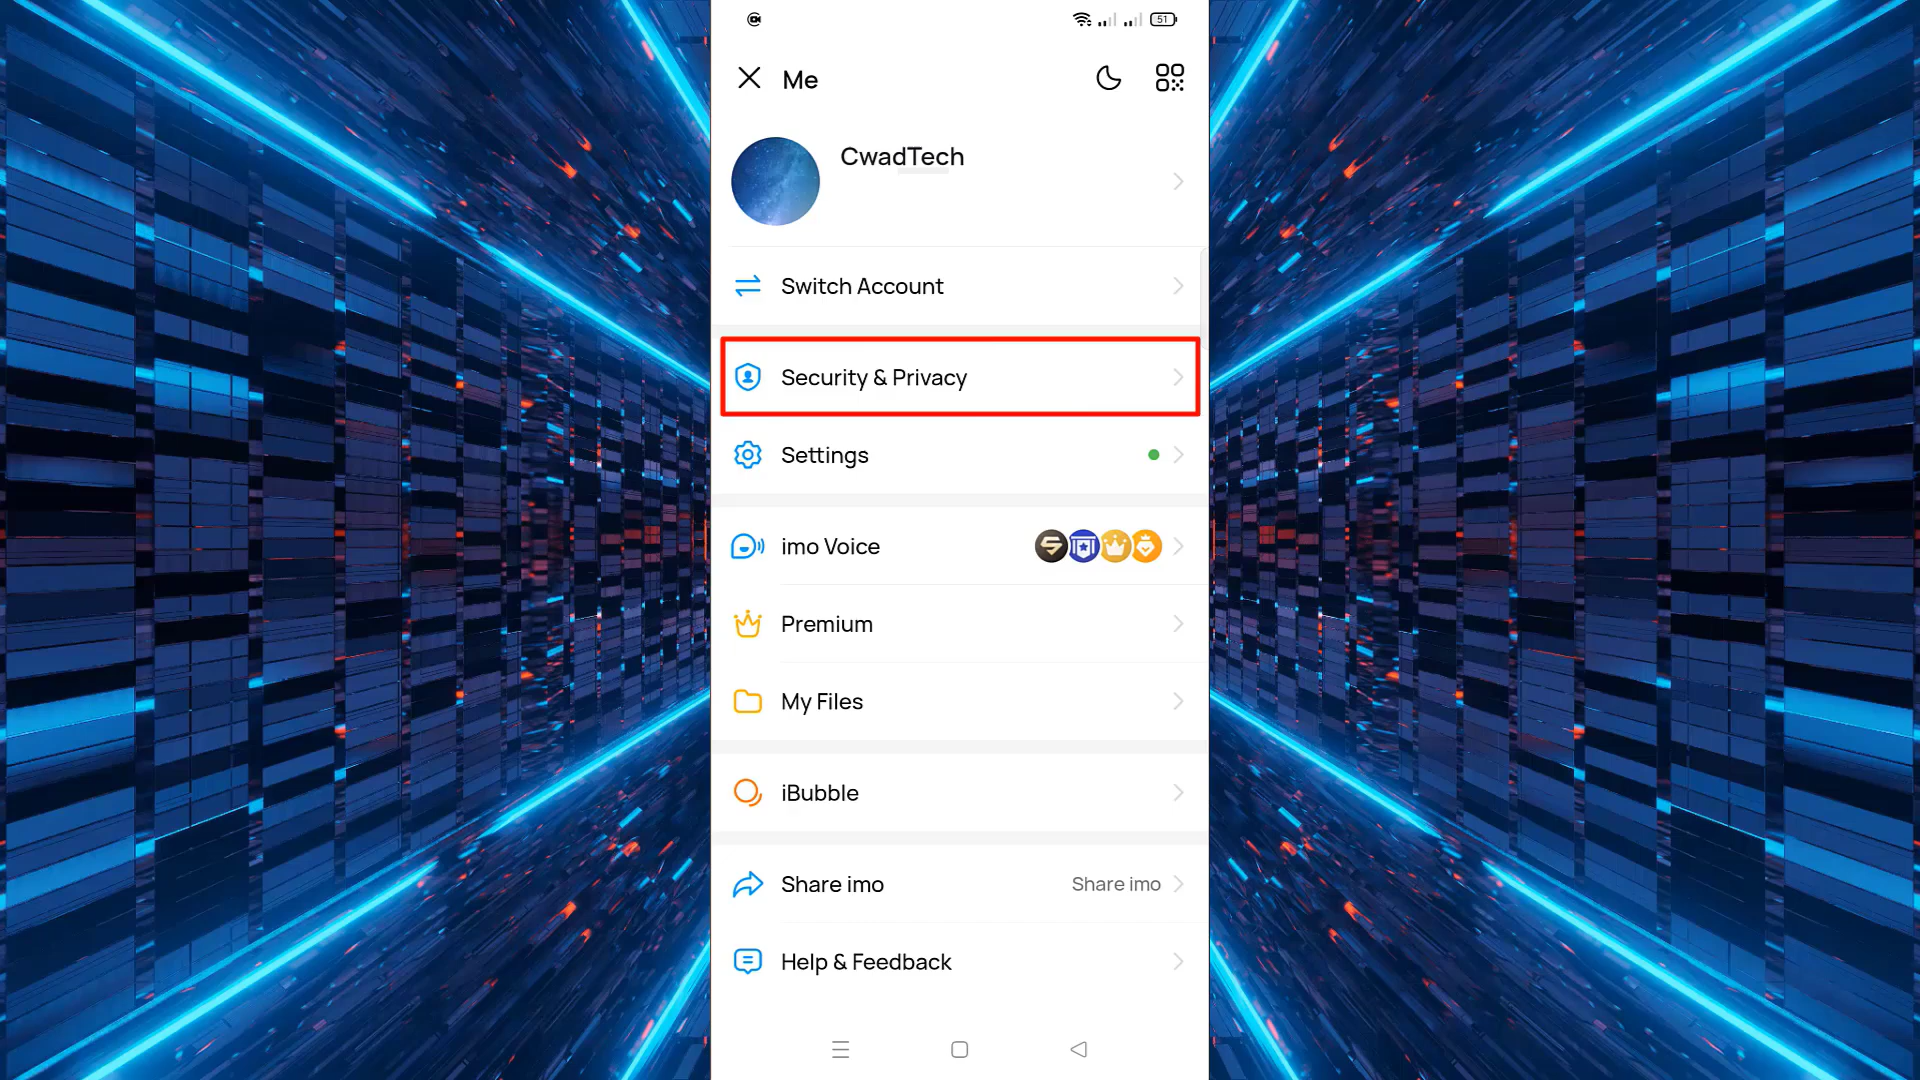 51
Me
CwadTech
Switch Account
Security & Privacy
Settings
imo Voice
Premium
My Files
iBubble
Share imo Share imo
Help & Feedback